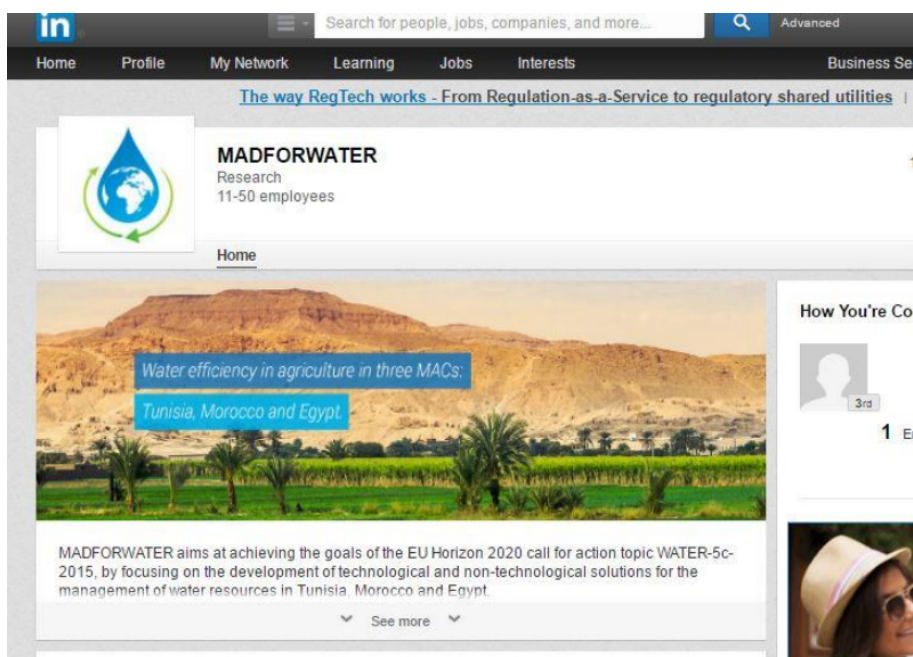 in
Search for people, jobs, companies, and more...
Advanced
Home Profile My Network Learning Jobs Interests Business Se
The way RegTech works - From Regulation-as-a-Service to regulatory shared utilities |
MADFORWATER
Research
11-50 employees
Home
Water efficiency in agriculture in three MACs:
Tunisia, Morocco and Egypt.
How You're Co
3rd
1 E
MADFORWATER aims at achieving the goals of the EU Horizon 2020 call for action topic WATER-5c-
2015, by focusing on the development of technological and non-technological solutions for the
management of water resources in Tunisia, Morocco and Egypt.
See more